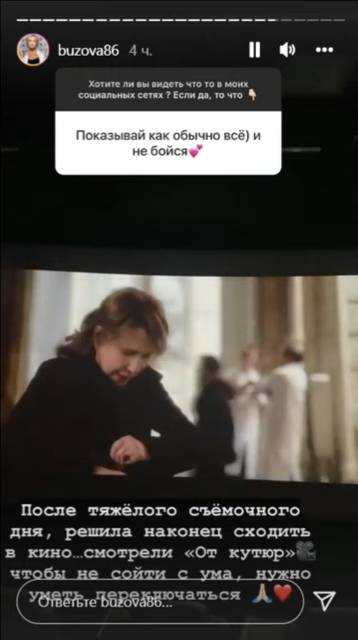 buzova86 4 ч.
Хотите ли вы видеть что то в моих
социальных сетях ? Если да, то что 👇🏻
Показывай как обычно всё) и
не бойся💕
После тяжёлого съёмочного
дня, решила наконец сходить
в кино…смотрели «От кутюр»🎥
чтобы не сойти с ума, нужно
уметь переключаться 🙏🏼❤️
Ответьте buzova86...